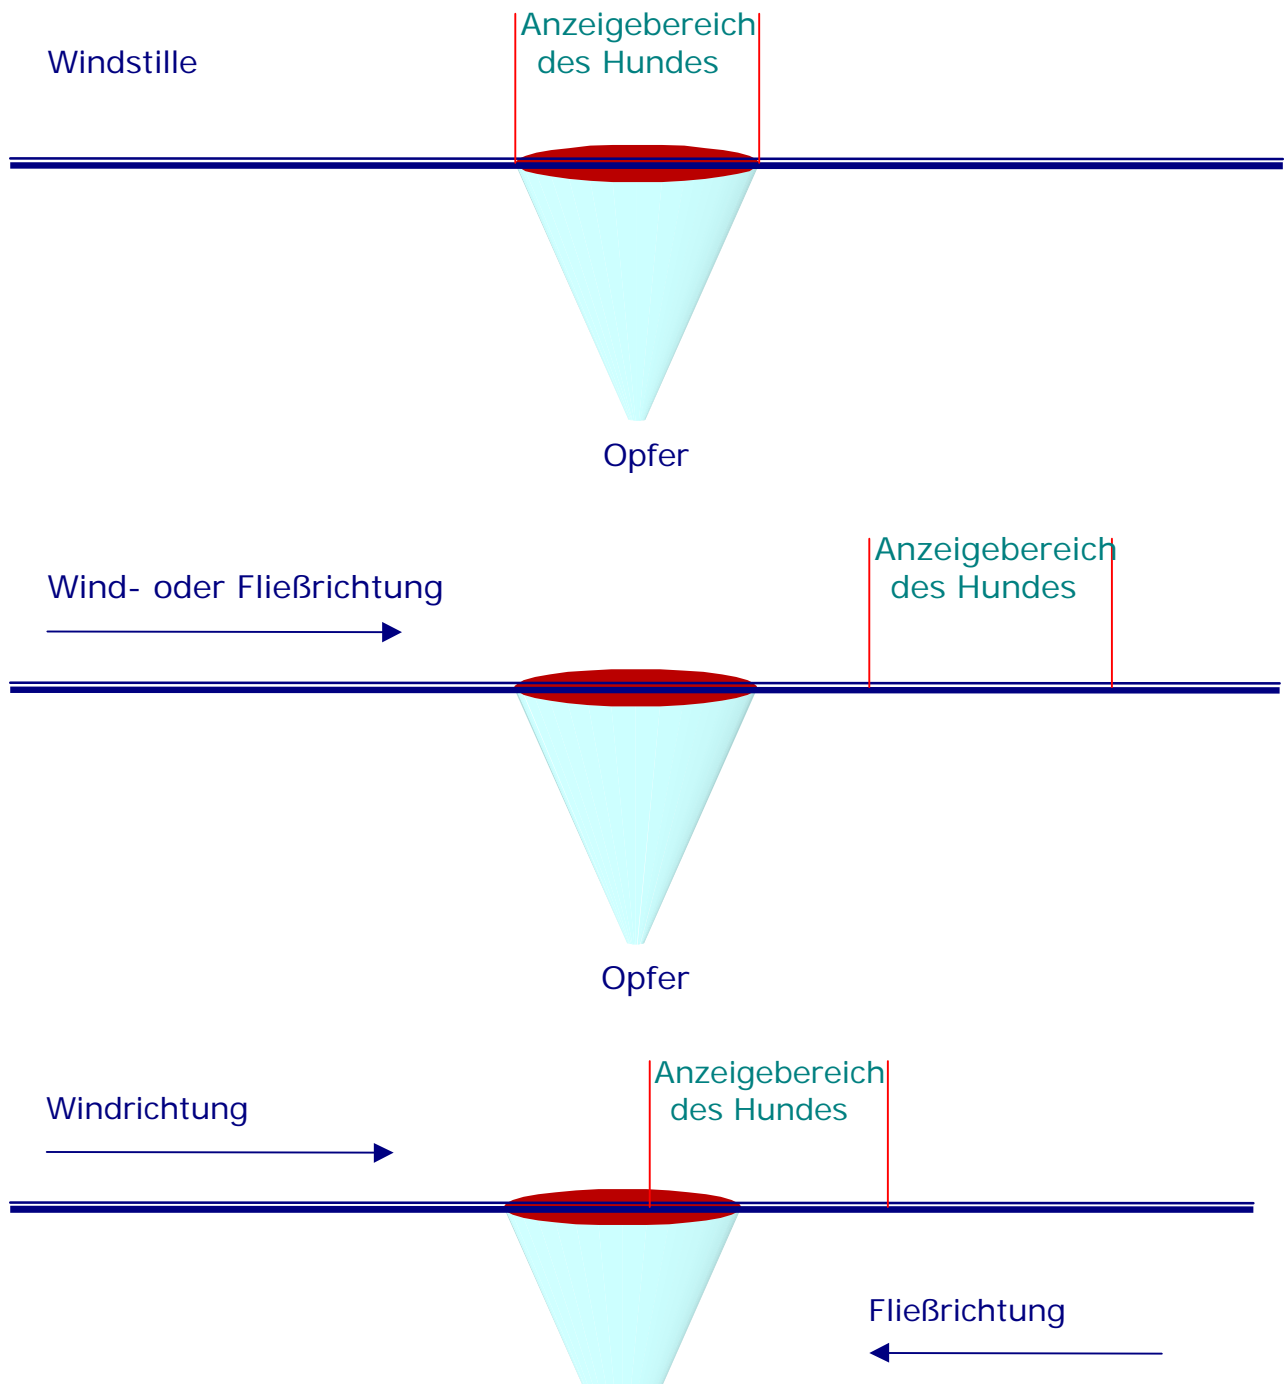 Anzeigebereich
des Hundes
Windstille
Opfer
Anzeigebereich
des Hundes
Wind- oder Fließrichtung
Opfer
Anzeigebereich
des Hundes
Windrichtung
Fließrichtung